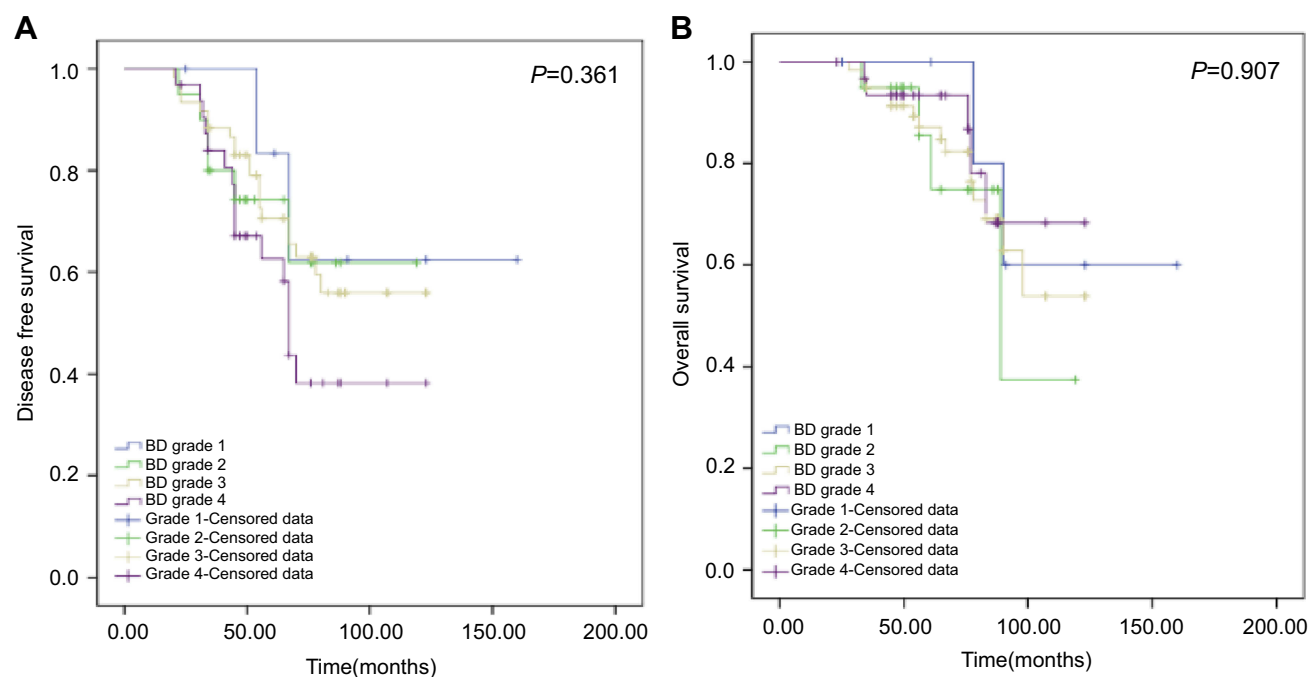 A
P=0.361
Disease free survival
1.0
0.8
0.6
0.4
0.2
0.0
BD grade 1
BD grade 2
BD grade 3
BD grade 4
Grade 1-Censored data
Grade 2-Censored data
Grade 3-Censored data
Grade 4-Censored data
0.00 50.00 100.00 150.00 200.00
Time(months)
B
P=0.907
Overall survival
1.0
0.8
0.6
0.4
0.2
0.0
BD grade 1
BD grade 2
BD grade 3
BD grade 4
Grade 1-Censored data
Grade 2-Censored data
Grade 3-Censored data
Grade 4-Censored data
0.00 50.00 100.00 150.00 200.00
Time(months)